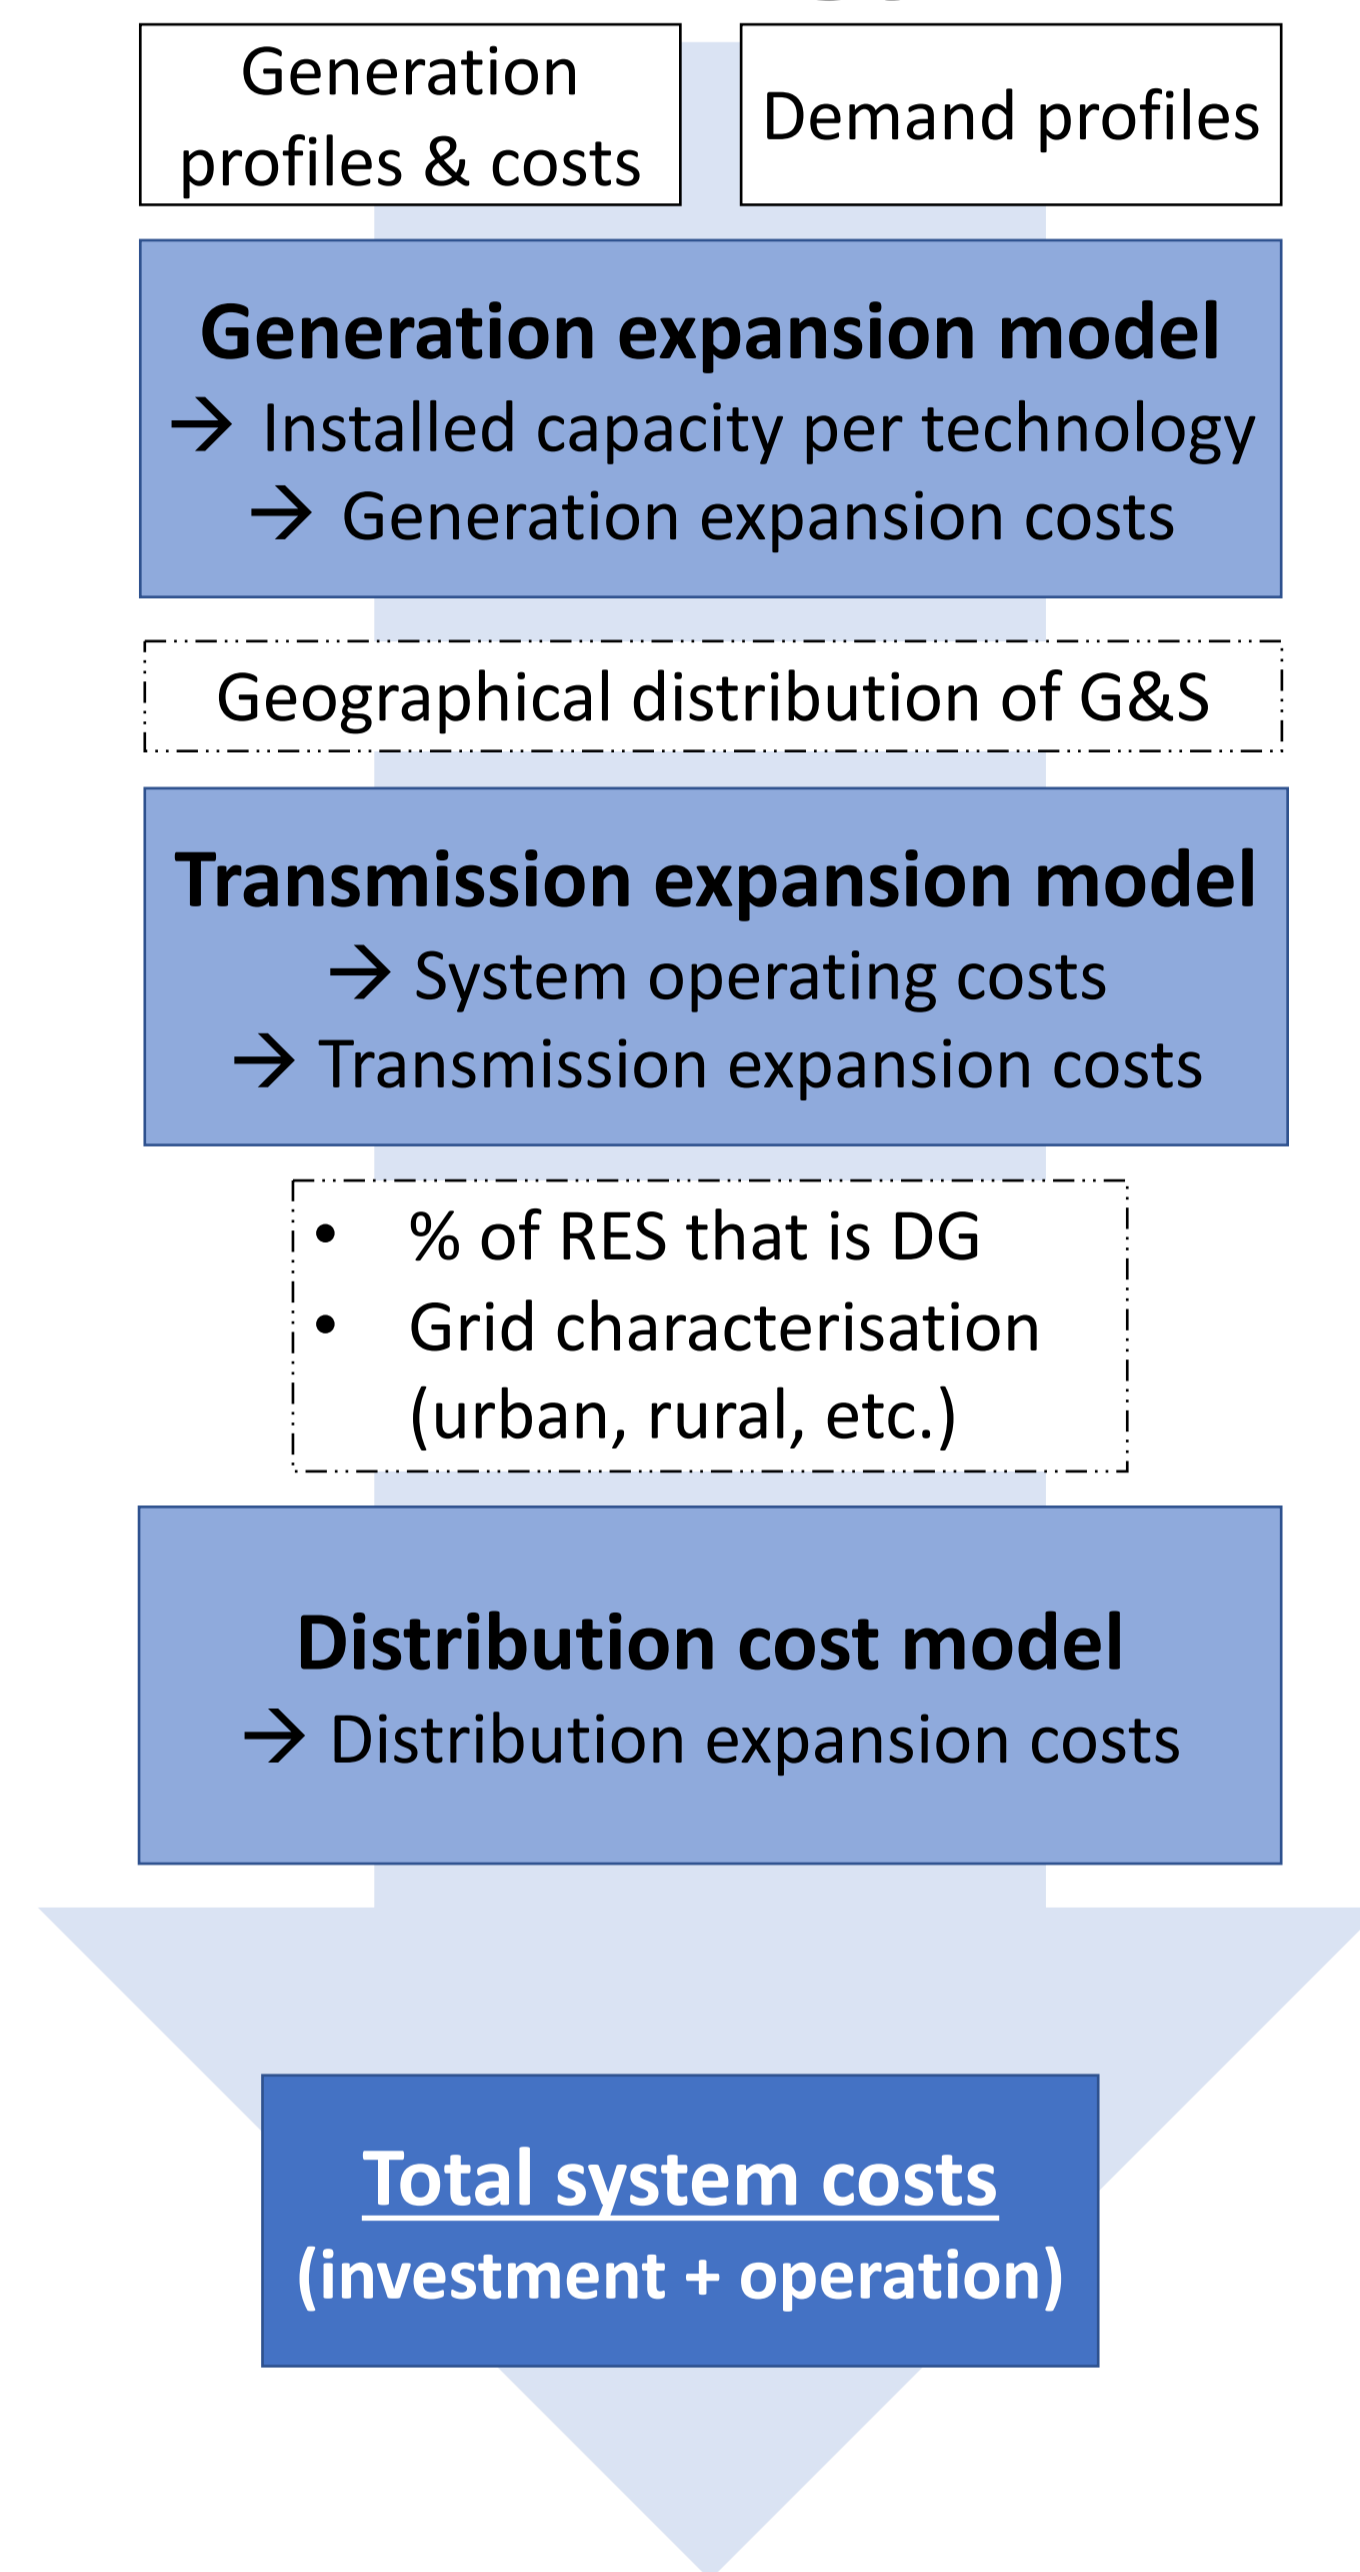 Generation
profiles & costs
Demand profiles
Generation expansion model
→ Installed capacity per technology
→ Generation expansion costs
Geographical distribution of G&S
Transmission expansion model
→ System operating costs
→ Transmission expansion costs
• % of RES that is DG
• Grid characterisation
(urban, rural, etc.)
Distribution cost model
→ Distribution expansion costs
Total system costs
(investment + operation)